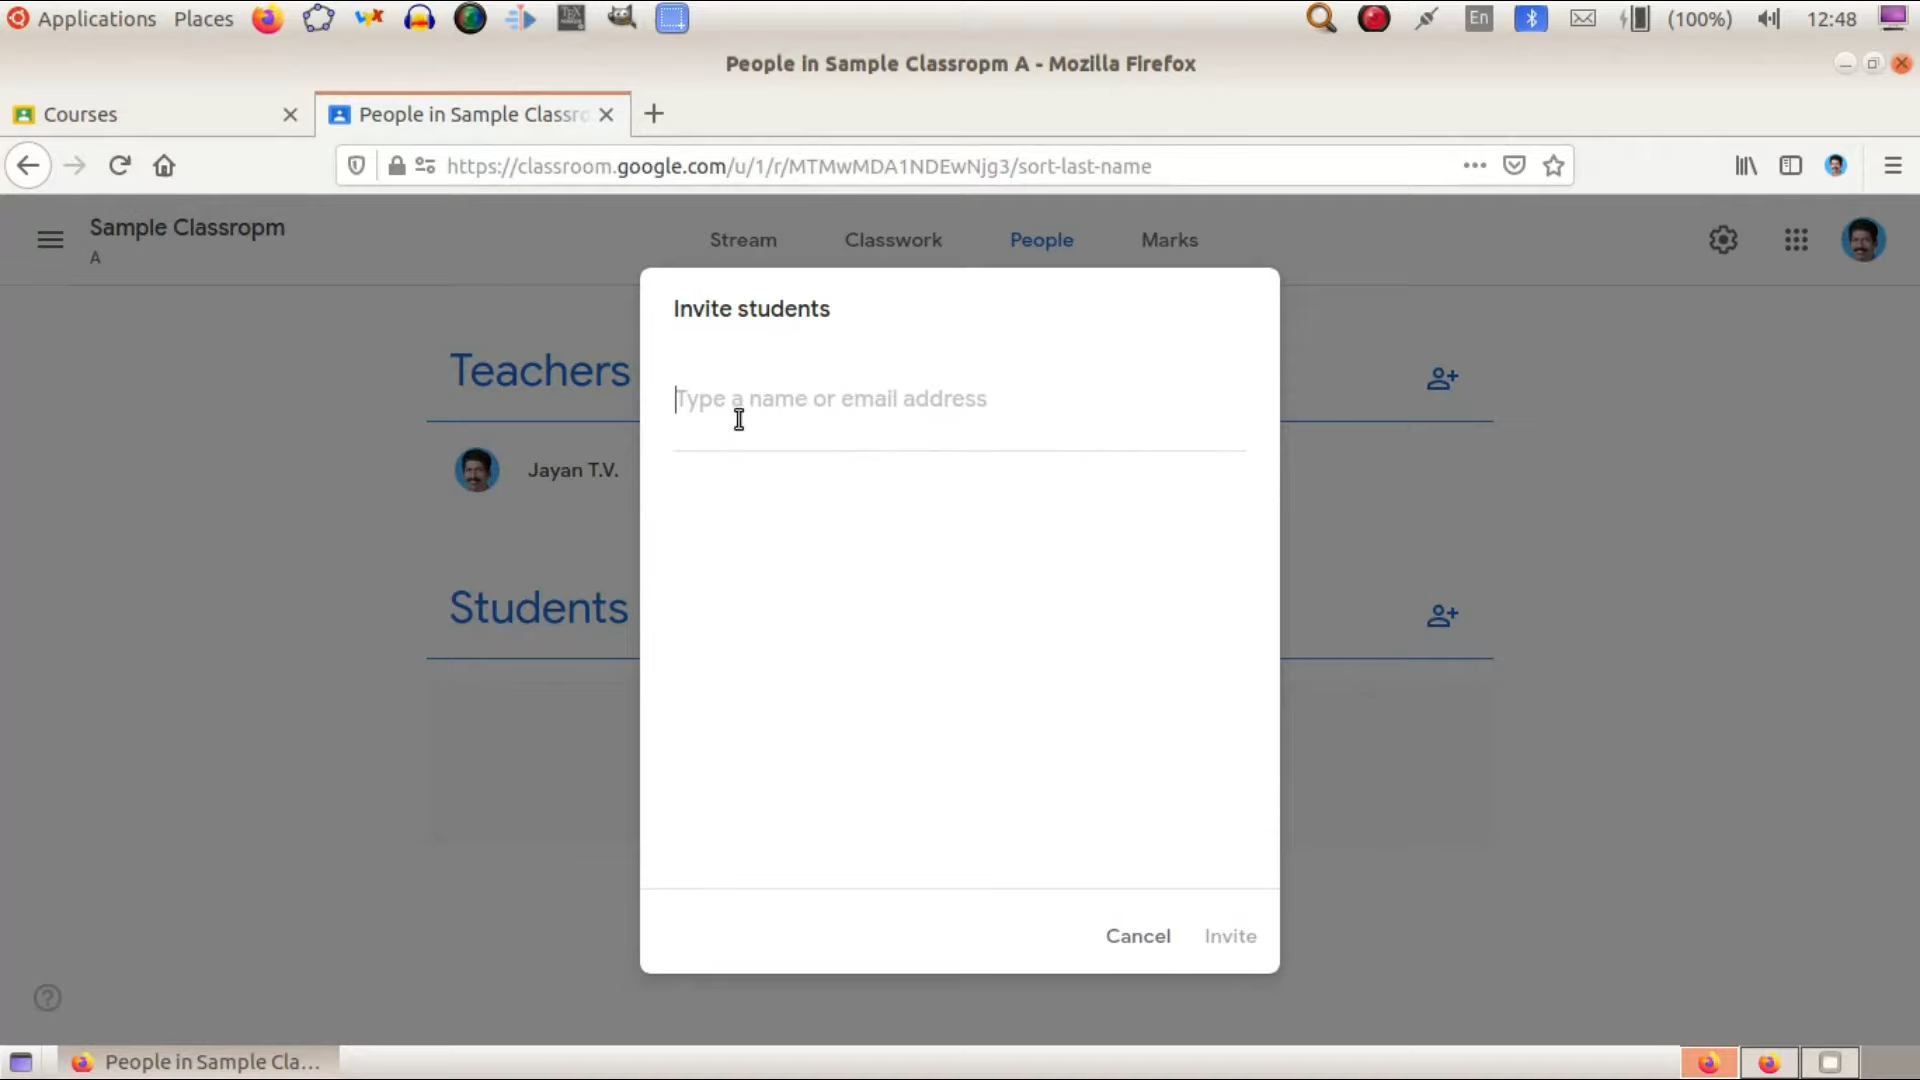 Applications Places
En
(100%)
12:48
People in Sample Classropm A - Mozilla Firefox
Courses
People in Sample Classro
https://classroom.google.com/u/1/r/MTMwMDA1NDEwNjg3/sort-last-name
Sample Classropm
A
Stream
Classwork
People
Marks
Invite students
Type a name or email address
Teachers
Jayan T.V.
Students
Cancel
Invite
People in Sample Cla...